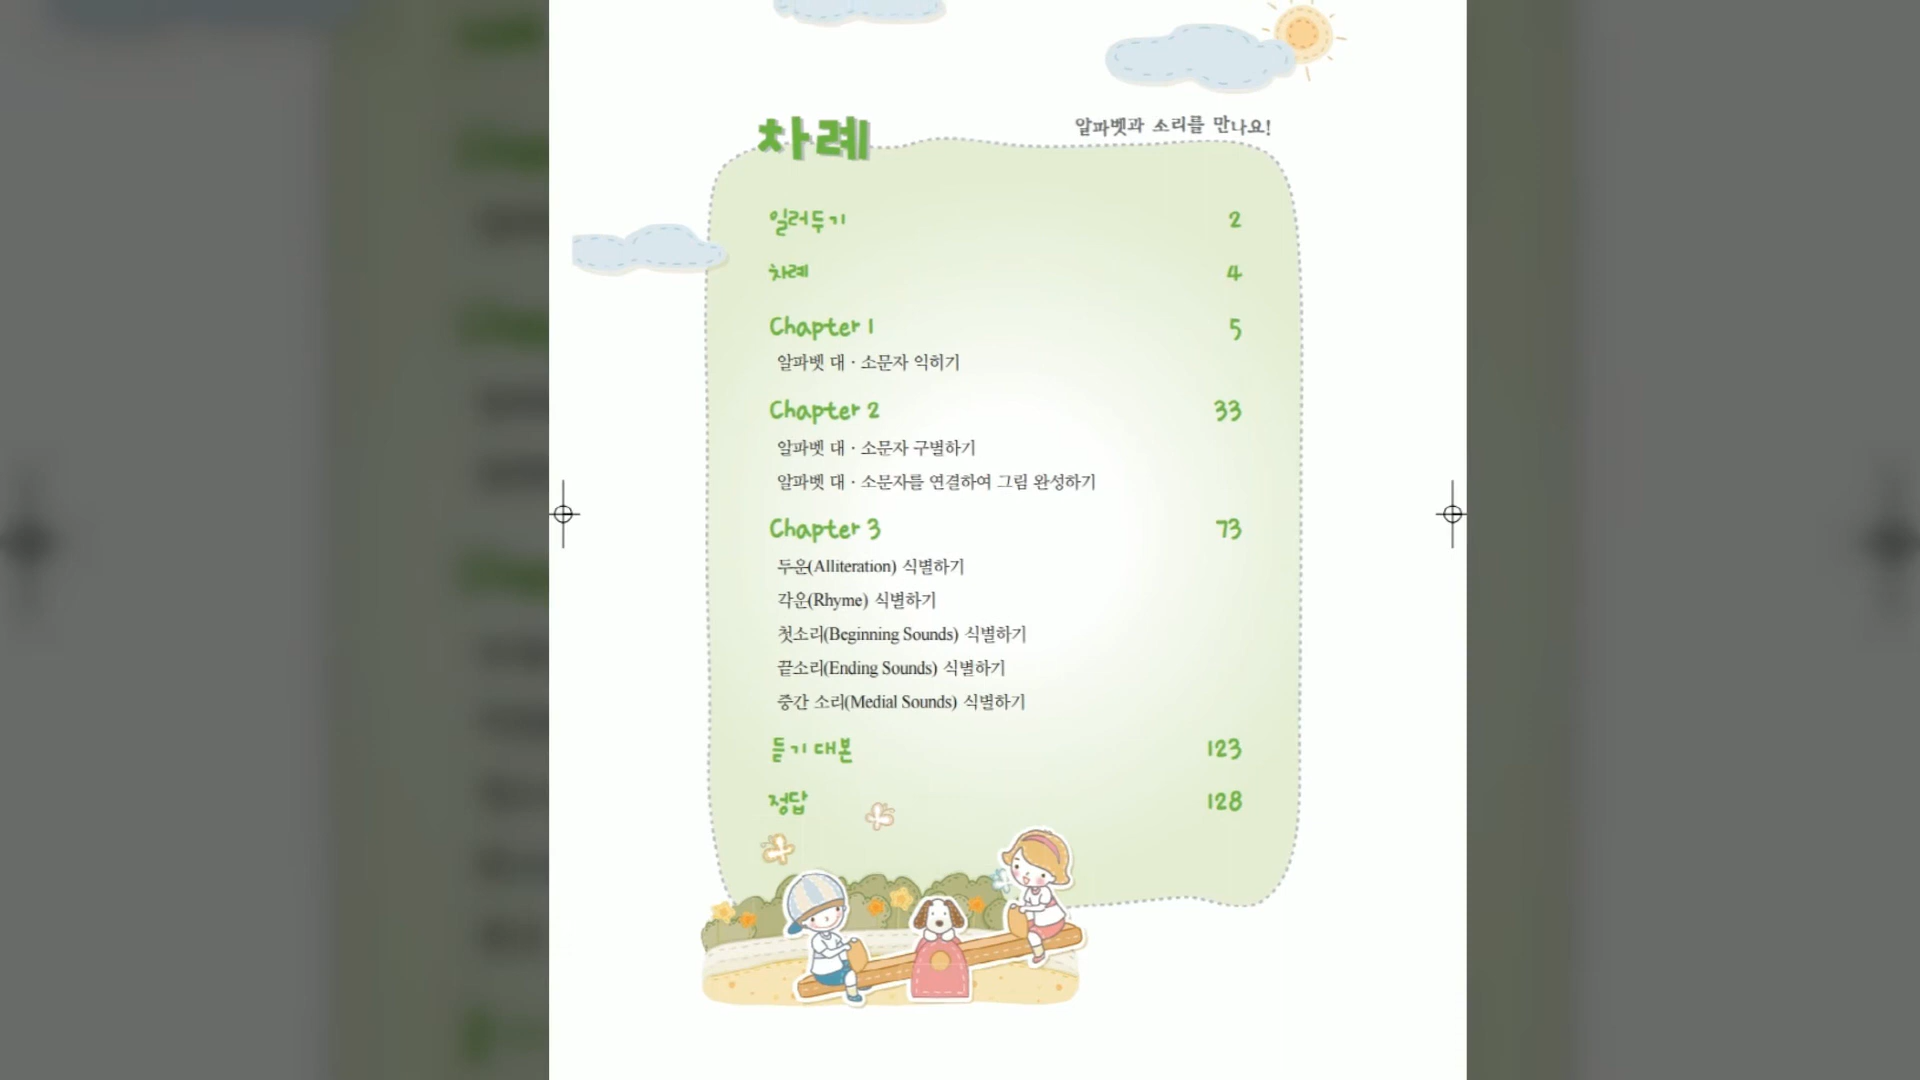 차례
알파벳과 소리를 만나요!
일러두기 2
차례 4
Chapter 1 5
알파벳 대 · 소문자 익히기
Chapter 2 33
알파벳 대 · 소문자 구별하기
알파벳 대 · 소문자를 연결하여 그림 완성하기
Chapter 3 73
두운(Alliteration) 식별하기
각운(Rhyme) 식별하기
첫소리(Beginning Sounds) 식별하기
끝소리(Ending Sounds) 식별하기
중간 소리(Medial Sounds) 식별하기
듣기 대본 123
정답 128